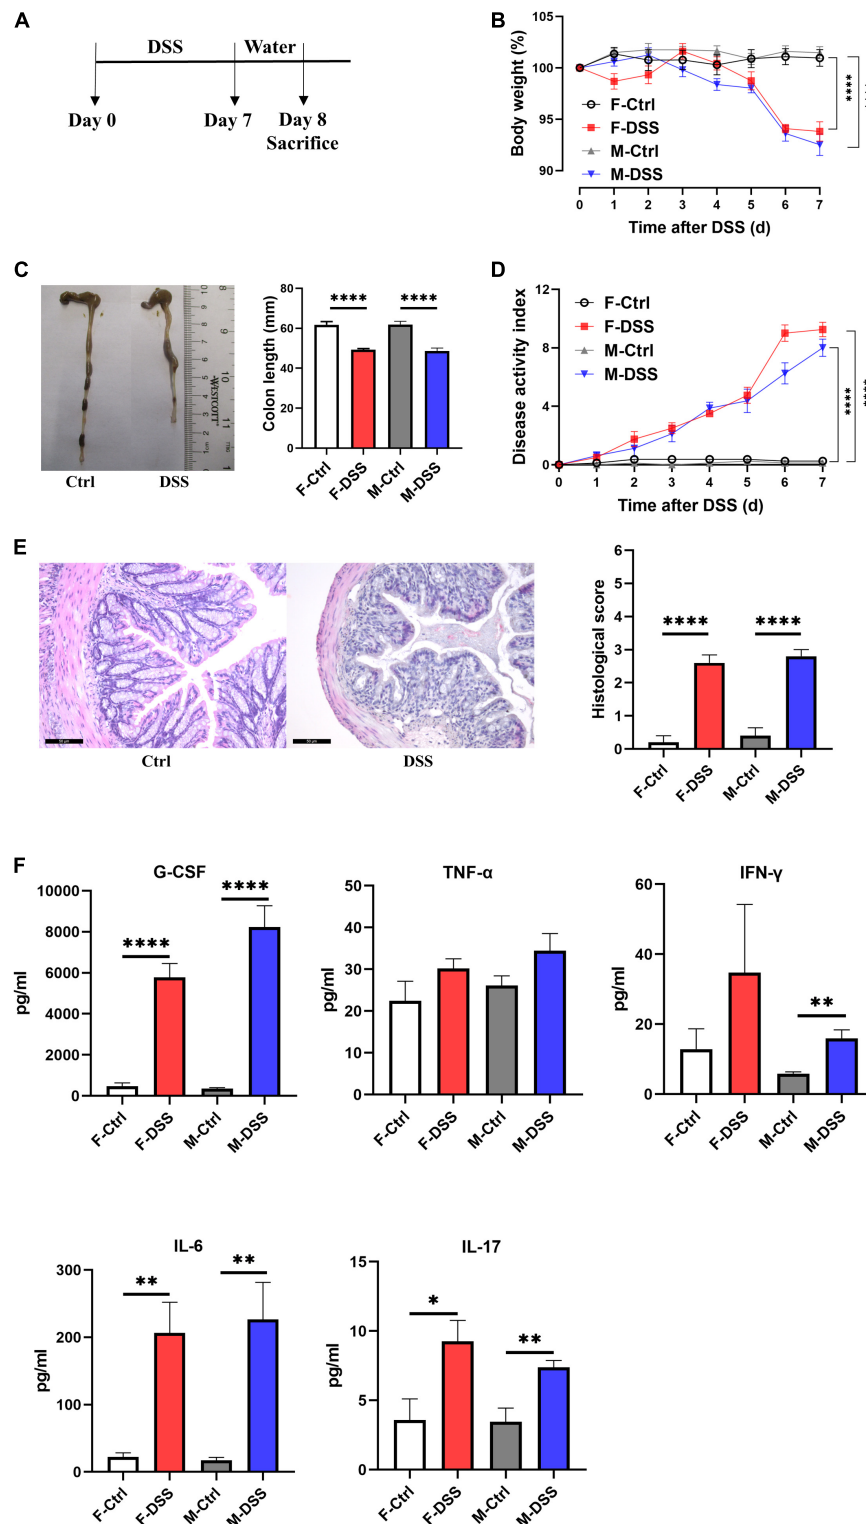 A
DSS Water
Day 0 Day 7 Day 8
Sacrifice
B
105
100
95
90
Body weight (%)
F-Ctrl
F-DSS
M-Ctrl
M-DSS
****
0 1 2 3 4 5 6 7
Time after DSS (d)
C
Ctrl DSS
WESTCOTT
80
60
40
20
0
Colon length (mm)
**** ****
F-Ctrl F-DSS M-Ctrl M-DSS
D
12
8
4
0
Disease activity index
F-Ctrl
F-DSS
M-Ctrl
M-DSS
****
****
0 1 2 3 4 5 6 7
Time after DSS (d)
E
Ctrl DSS
6
5
4
3
2
1
0
Histological score
**** ****
F-Ctrl F-DSS M-Ctrl M-DSS
F
G-CSF
10000
8000
6000
4000
2000
0
pg/ml
**** ****
F-Ctrl F-DSS M-Ctrl M-DSS
TNF-α
50
40
30
20
10
0
pg/ml
F-Ctrl F-DSS M-Ctrl M-DSS
IFN-γ
60
40
20
0
pg/ml
**
F-Ctrl F-DSS M-Ctrl M-DSS
IL-6
300
200
100
0
pg/ml
** **
F-Ctrl F-DSS M-Ctrl M-DSS
IL-17
15
10
5
0
pg/ml
* **
F-Ctrl F-DSS M-Ctrl M-DSS